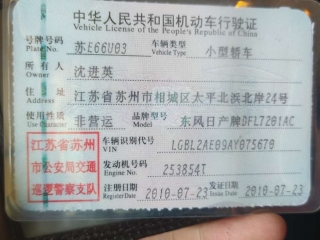 中华人民共和国机动车行驶证
Vehicle License of the People's Republic of China
号牌号码 苏E66U03 车辆类型 小型轿车
Plate No. Vehicle Type
所有人 沈进英
Owner
住址 江苏省苏州市相城区太平北浜北岸24号
Address
使用性质 非营运 品牌型号 东风日产牌DFL7201AC
Use Character Model
江苏省苏州
市公安局交通
巡逻警察支队
车辆识别代号 LGBL2AE09AY075670
VIN
发动机号码 253854T
Engine No.
注册日期 2010-07-23 发证日期 2010-07-23
Register Date Issue Date